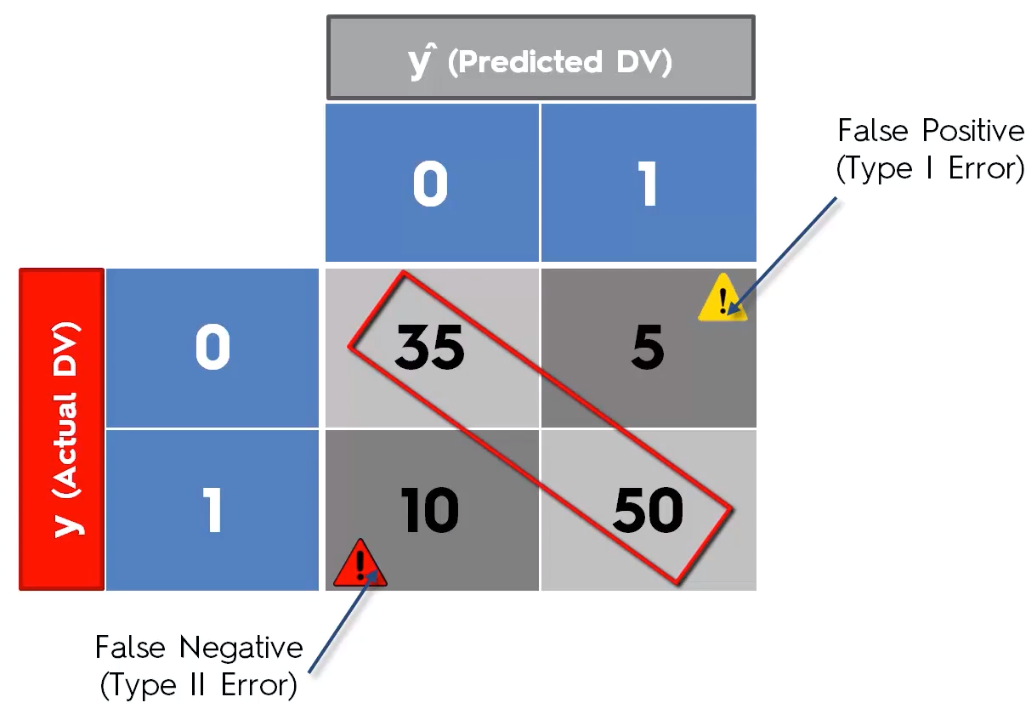 ŷ (Predicted DV)
0 1
False Positive
(Type I Error)
y (Actual DV)
0 35 5 !
1 10 50
!
False Negative
(Type II Error)